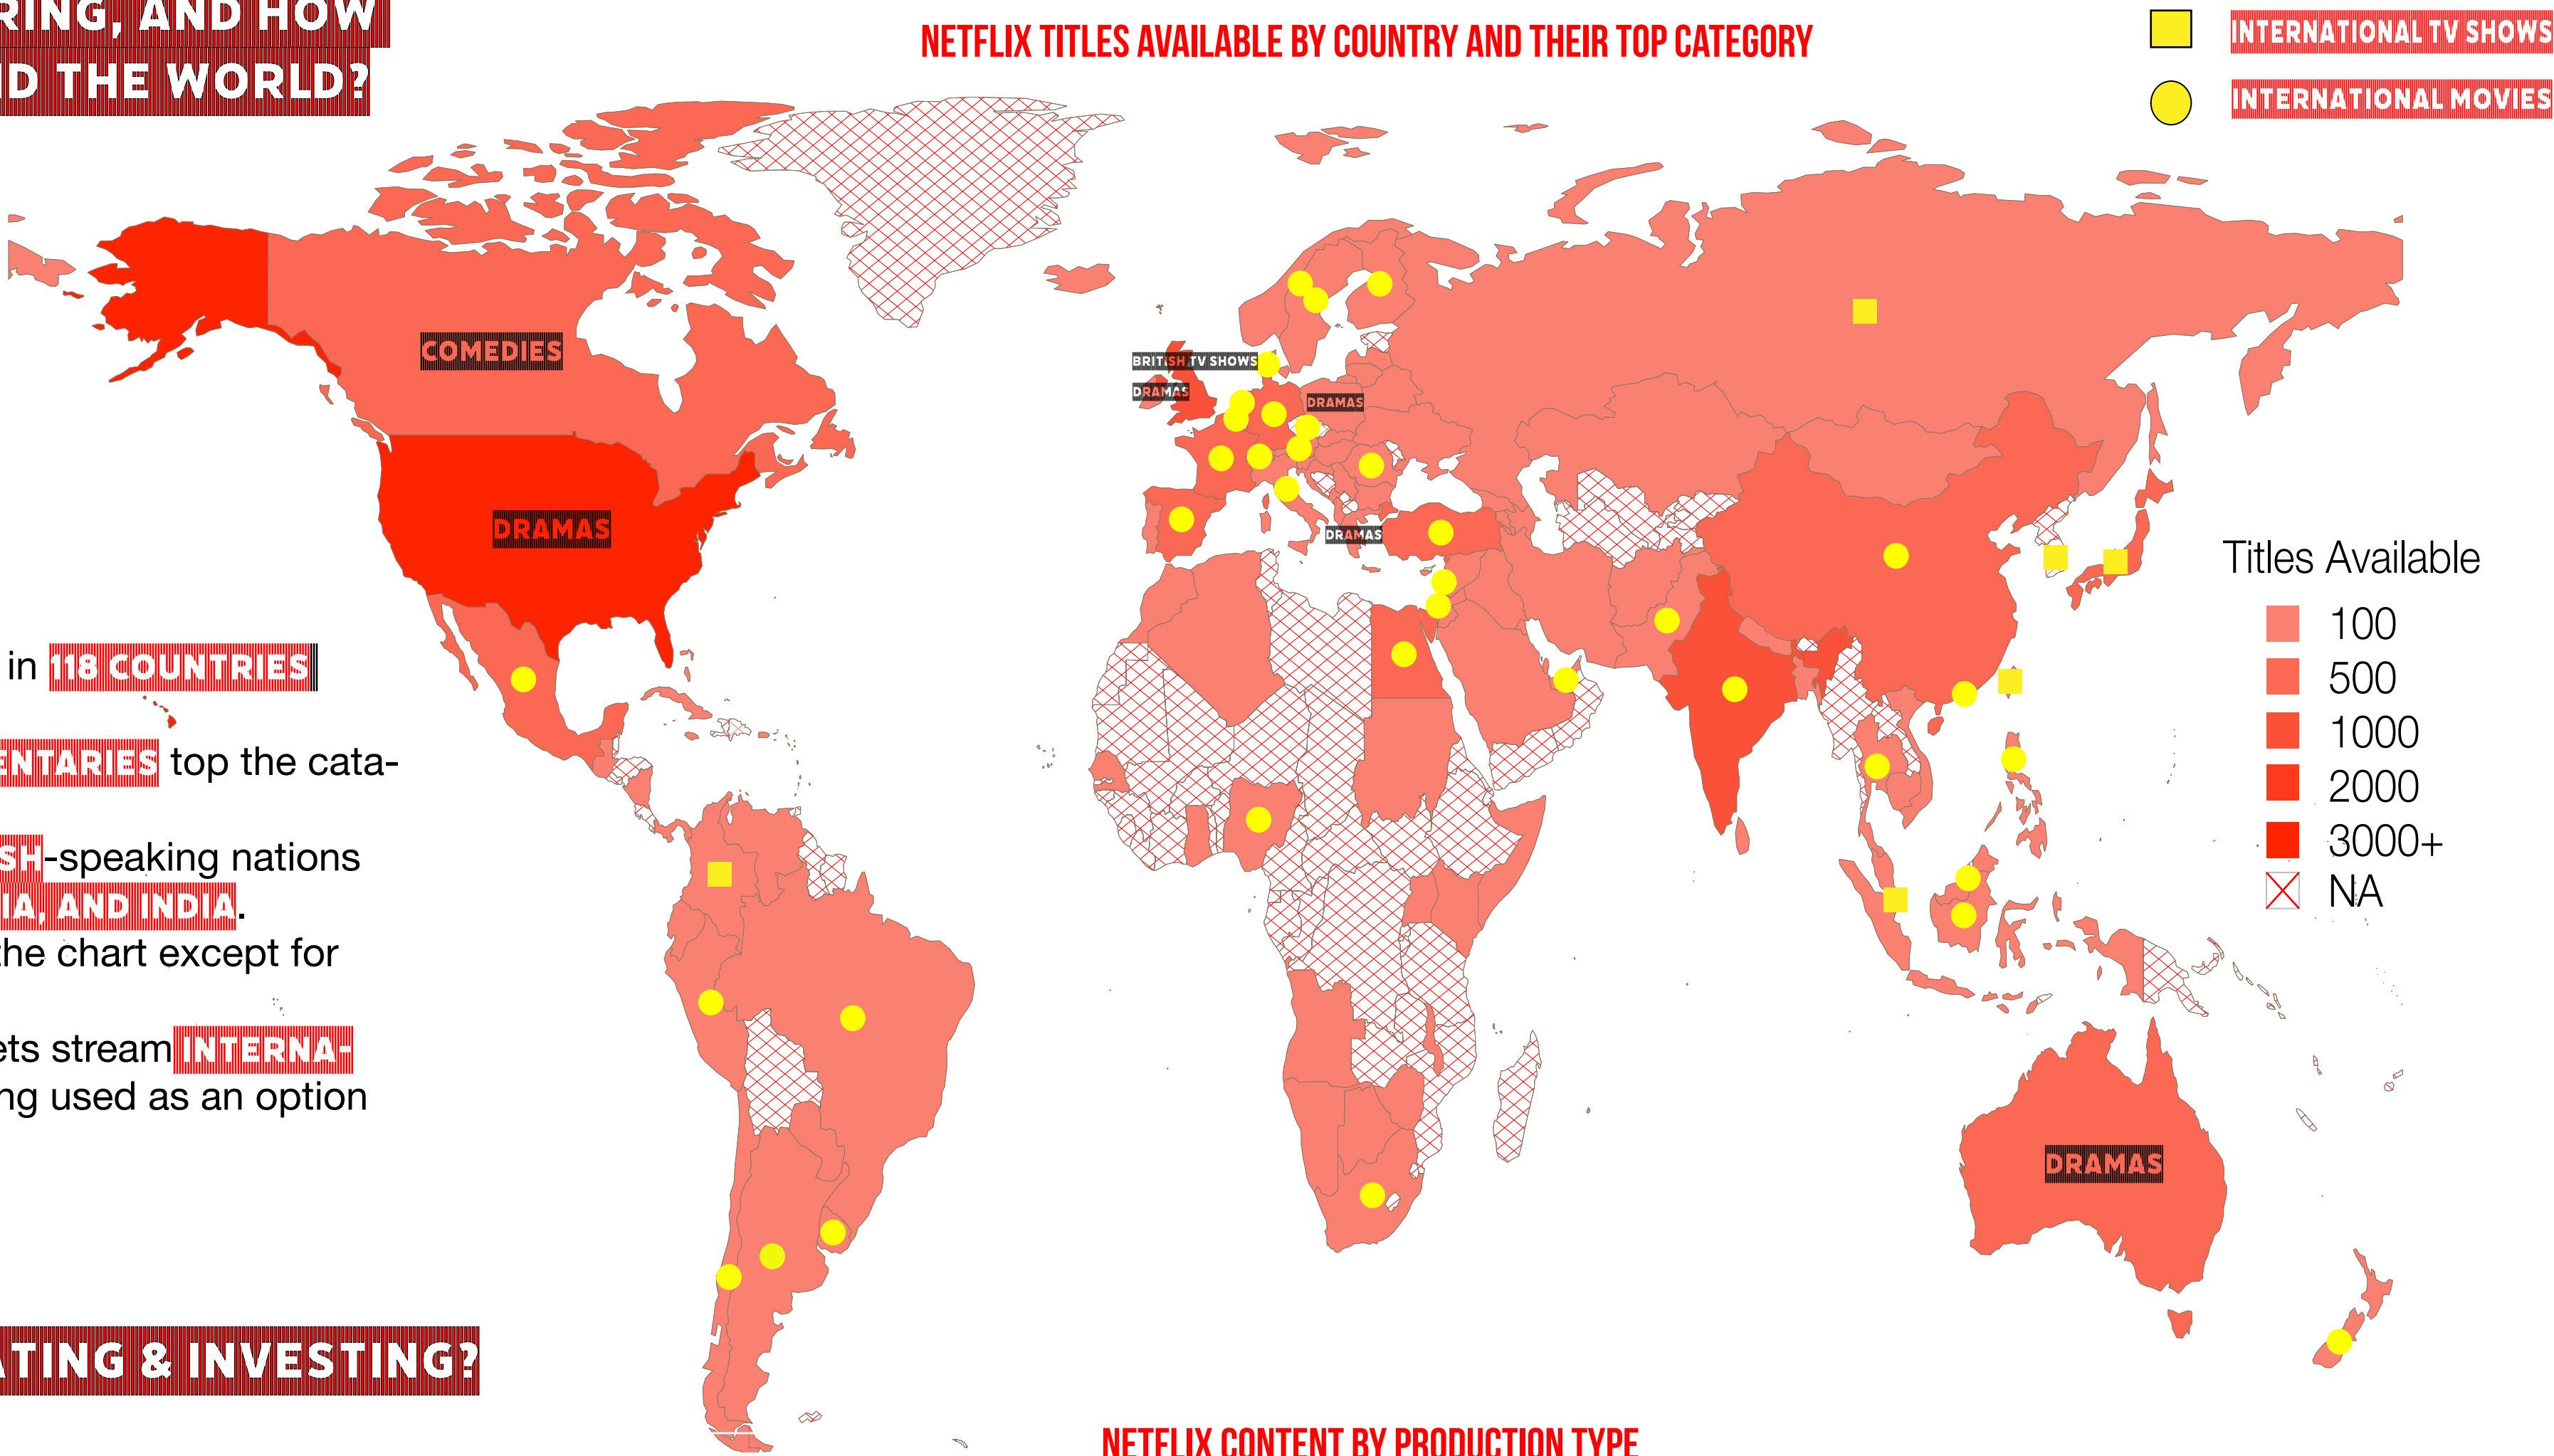 RING, AND HOW
ND THE WORLD?
NETFLIX TITLES AVAILABLE BY COUNTRY AND THEIR TOP CATEGORY
INTERNATIONAL TV SHOWS
INTERNATIONAL MOVIES
COMEDIES
DRAMAS
BRITISH TV SHOWS
DRAMAS
DRAMAS
DRAMAS
DRAMAS
Titles Available
100
500
1000
2000
3000+
NA
in 118 COUNTRIES
ENTARIES top the cata-
SH-speaking nations
IA, AND INDIA.
the chart except for
ets stream INTERNA-
ng used as an option
ATING & INVESTING?
NETFLIX CONTENT BY PRODUCTION TYPE